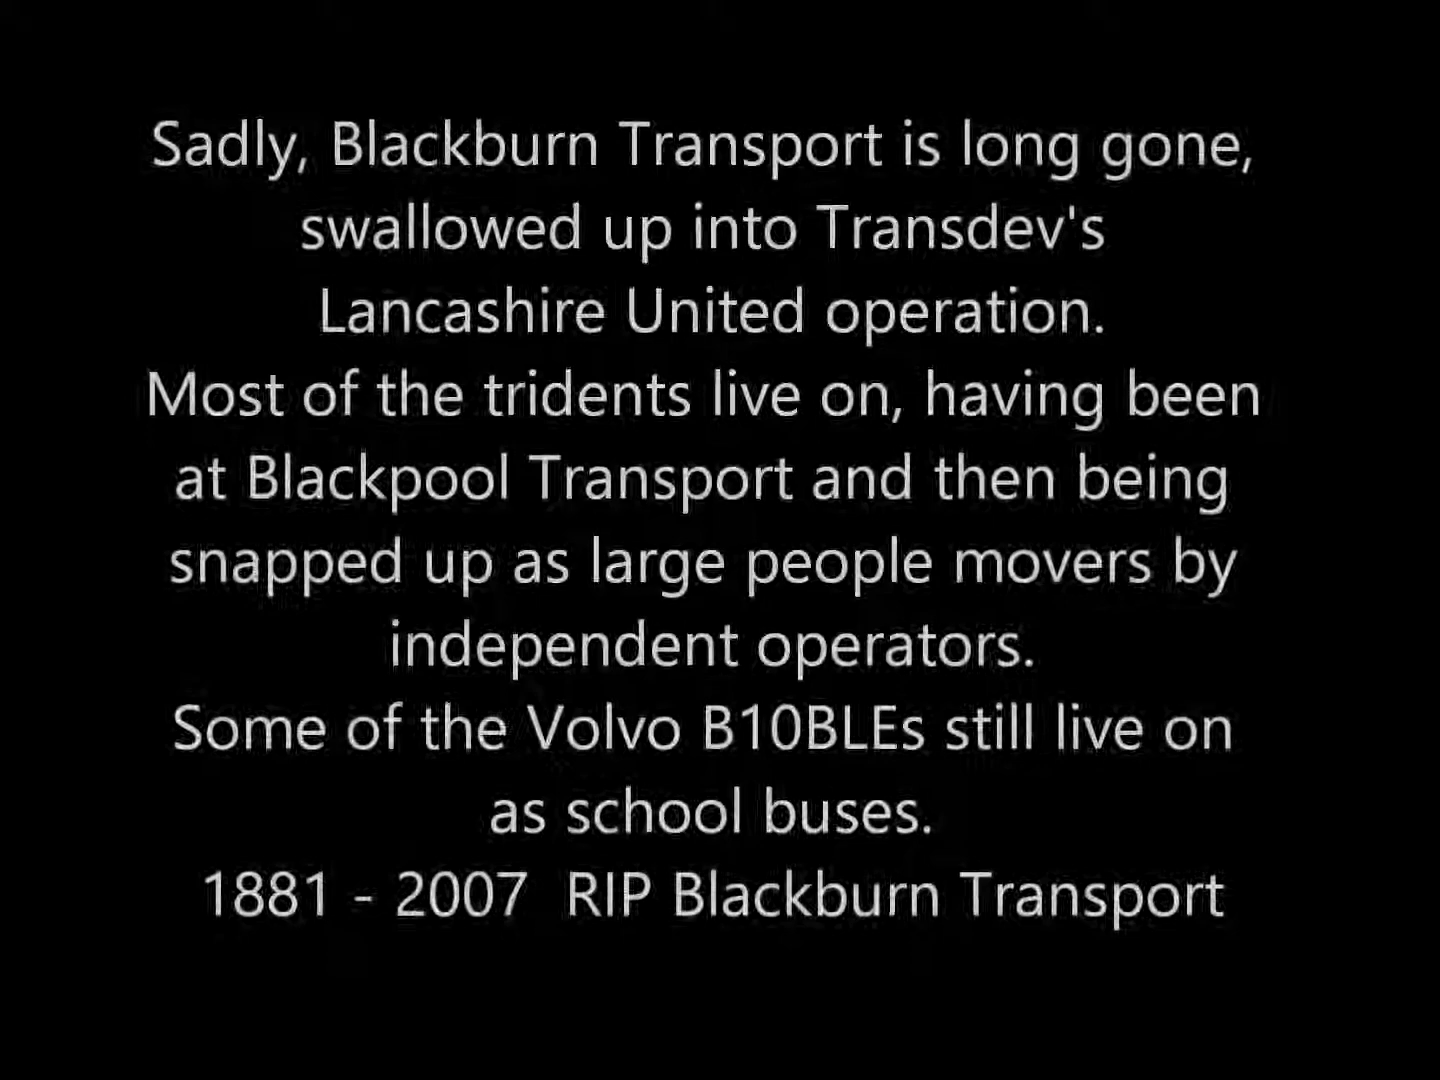 Sadly, Blackburn Transport is long gone,
swallowed up into Transdev's
Lancashire United operation.
Most of the tridents live on, having been
at Blackpool Transport and then being
snapped up as large people movers by
independent operators.
Some of the Volvo B10BLEs still live on
as school buses.
1881 - 2007  RIP Blackburn Transport